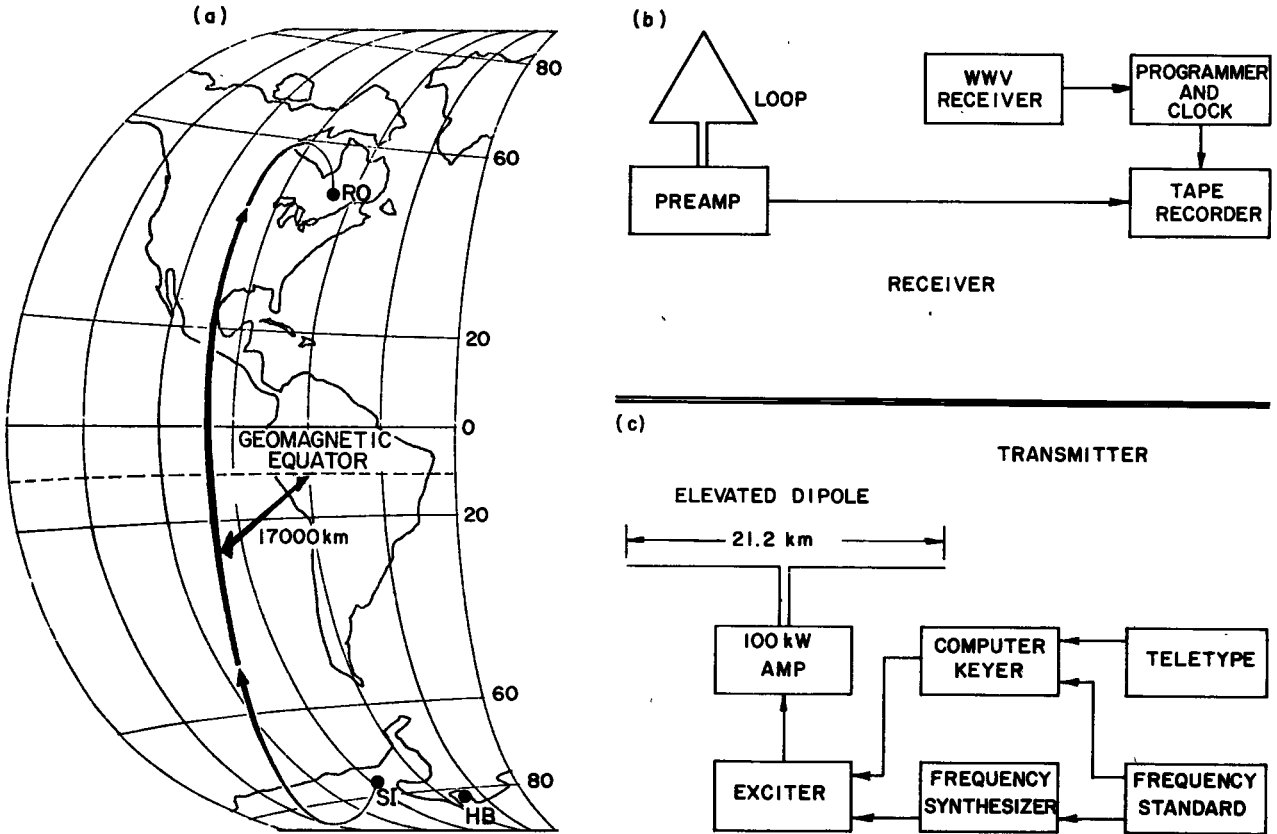 (a)
80
60
RO
20
0
GEOMAGNETIC
EQUATOR
20
17000 km
60
80
SI
HB
(b)
LOOP
WWV
RECEIVER
PROGRAMMER
AND
CLOCK
PREAMP
TAPE
RECORDER
RECEIVER
(c)
TRANSMITTER
ELEVATED DIPOLE
21.2 km
100 kW
AMP
COMPUTER
KEYER
TELETYPE
EXCITER
FREQUENCY
SYNTHESIZER
FREQUENCY
STANDARD